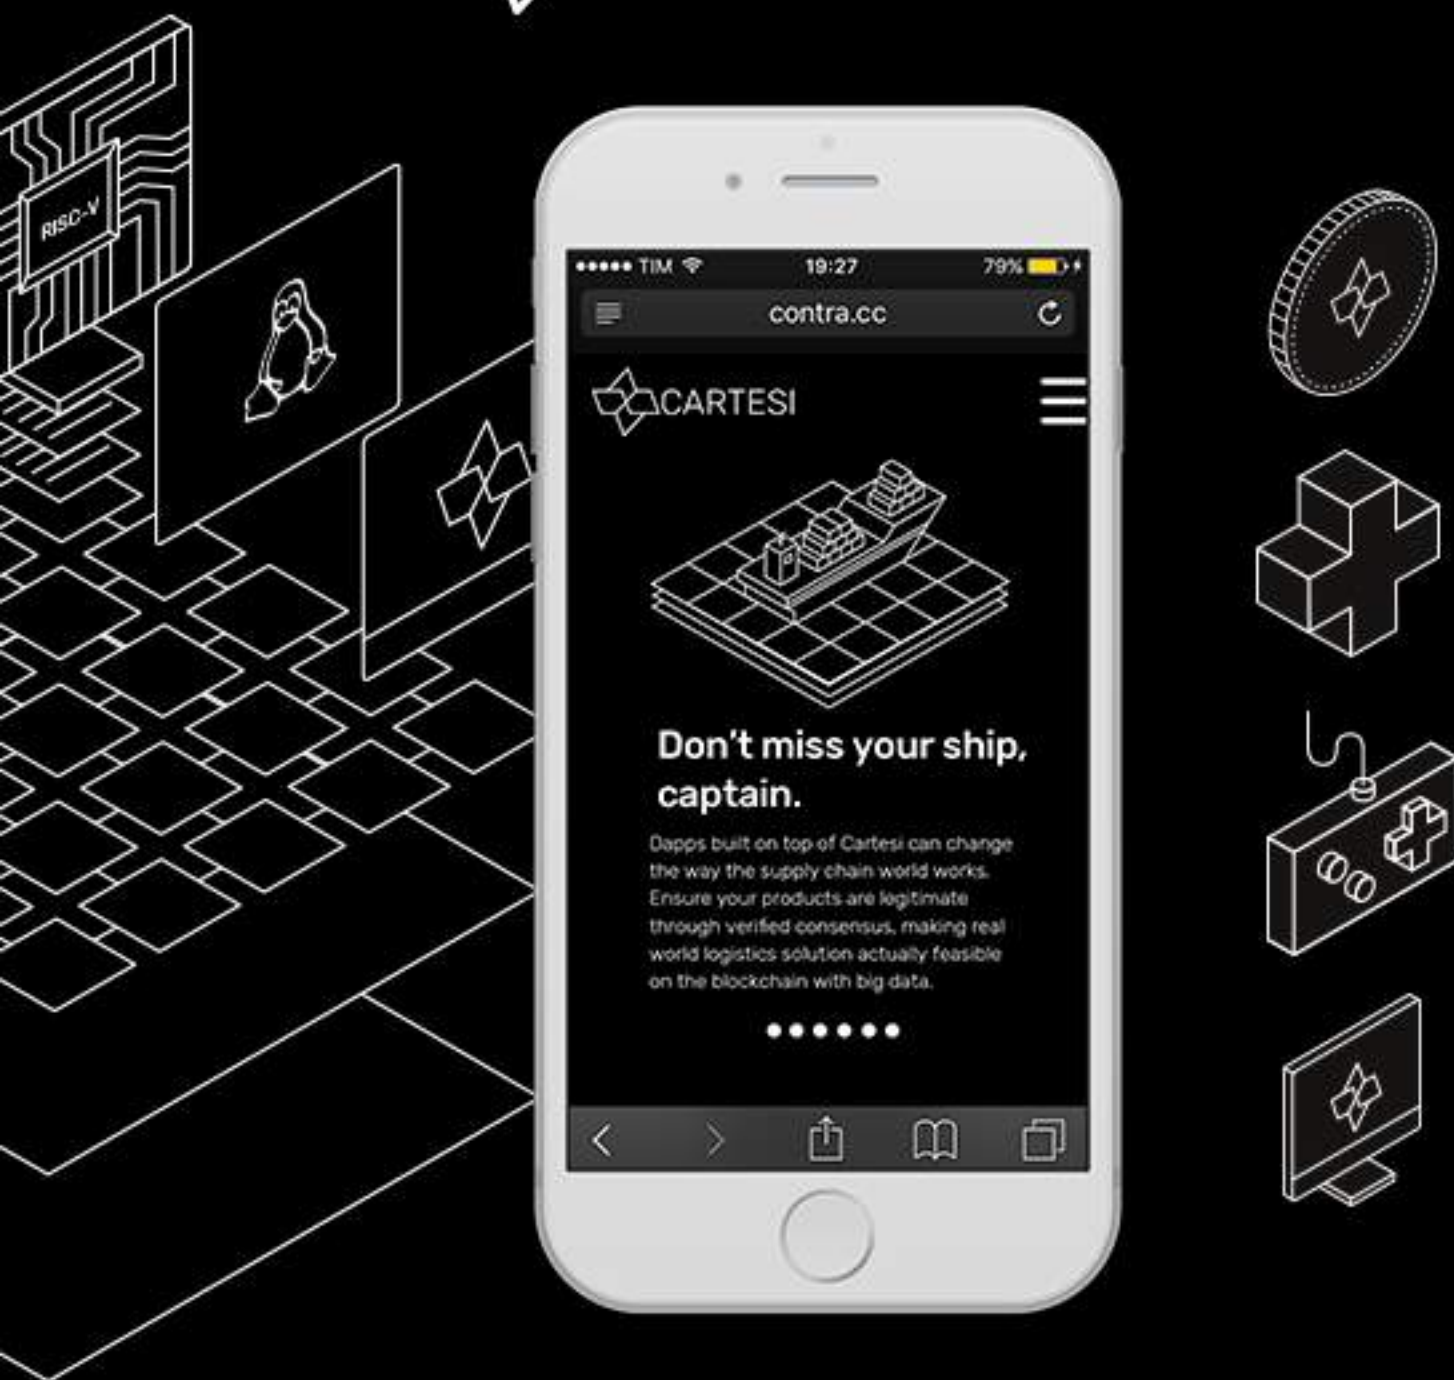 RISC-V
TIM 19:27 79%
contra.cc
CARTESI
Don't miss your ship,
captain.
Dapps built on top of Cartesi can change
the way the supply chain world works.
Ensure your products are legitimate
through verified consensus, making real
world logistics solution actually feasible
on the blockchain with big data.